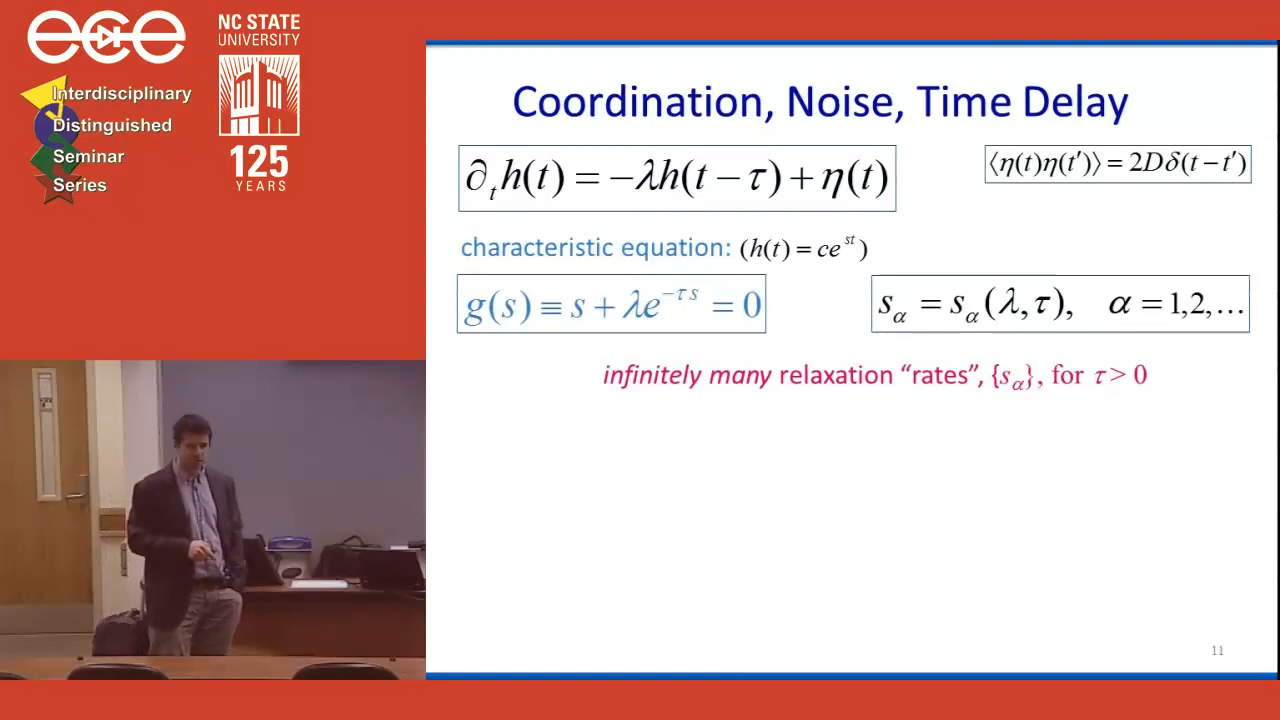 ece
Interdisciplinary
Distinguished
Seminar
Series
NC STATE
UNIVERSITY
125
YEARS
Coordination, Noise, Time Delay
∂ₜh(t) = −λh(t − τ) + η(t)
⟨η(t)η(t′)⟩ = 2Dδ(t − t′)
characteristic equation: (h(t) = ce^{st})
g(s) ≡ s + λe^{−τs} = 0
s_α = s_α(λ,τ), α = 1,2,…
infinitely many relaxation “rates”, {s_α}, for τ > 0
11